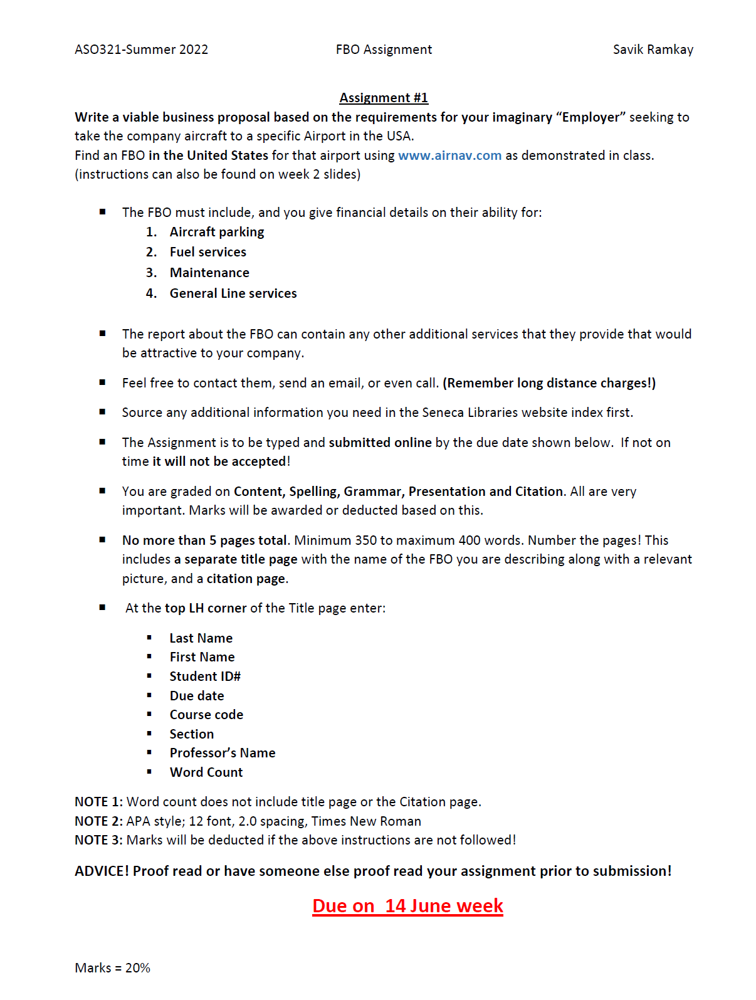 ASO321-Summer 2022 FBO Assignment Savik Ramkay
Assignment #1
Write a viable business proposal based on the requirements for your imaginary “Employer” seeking to
take the company aircraft to a specific Airport in the USA.
Find an FBO in the United States for that airport using www.airnav.com as demonstrated in class.
(instructions can also be found on week 2 slides)
▪ The FBO must include, and you give financial details on their ability for:
1. Aircraft parking
2. Fuel services
3. Maintenance
4. General Line services
▪ The report about the FBO can contain any other additional services that they provide that would
be attractive to your company.
▪ Feel free to contact them, send an email, or even call. (Remember long distance charges!)
▪ Source any additional information you need in the Seneca Libraries website index first.
▪ The Assignment is to be typed and submitted online by the due date shown below. If not on
time it will not be accepted!
▪ You are graded on Content, Spelling, Grammar, Presentation and Citation. All are very
important. Marks will be awarded or deducted based on this.
▪ No more than 5 pages total. Minimum 350 to maximum 400 words. Number the pages! This
includes a separate title page with the name of the FBO you are describing along with a relevant
picture, and a citation page.
▪ At the top LH corner of the Title page enter:
▪ Last Name
▪ First Name
▪ Student ID#
▪ Due date
▪ Course code
▪ Section
▪ Professor’s Name
▪ Word Count
NOTE 1: Word count does not include title page or the Citation page.
NOTE 2: APA style; 12 font, 2.0 spacing, Times New Roman
NOTE 3: Marks will be deducted if the above instructions are not followed!
ADVICE! Proof read or have someone else proof read your assignment prior to submission!
Due on 14 June week
Marks = 20%